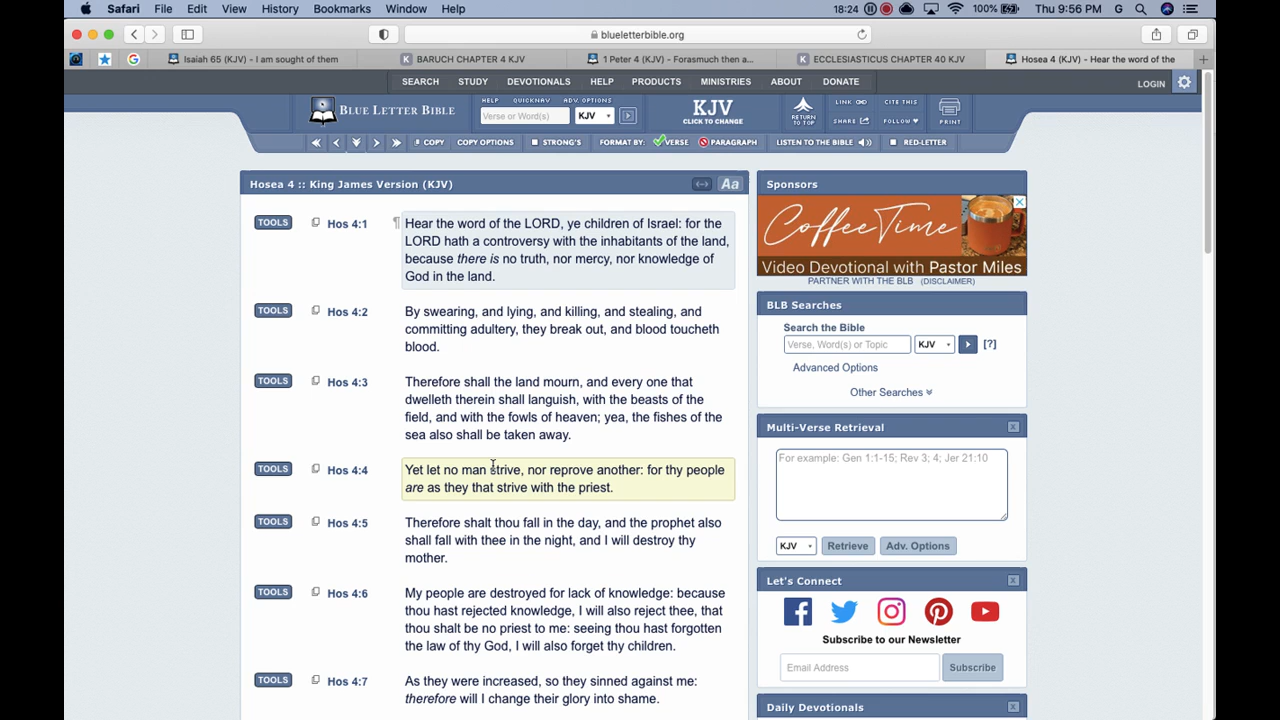 Safari File Edit View History Bookmarks Window Help 18:24 100% Thu 9:56 PM G
blueletterbible.org
Isaiah 65 (KJV) - I am sought of them BARUCH CHAPTER 4 KJV 1 Peter 4 (KJV) - Forasmuch then a... ECCLESIASTICUS CHAPTER 40 KJV Hosea 4 (KJV) - Hear the word of the
SEARCH STUDY DEVOTIONALS HELP PRODUCTS MINISTRIES ABOUT DONATE LOGIN
BLUE LETTER BIBLE
HELP QUICKNAV ADV. OPTIONS
Verse or Word(s) KJV
KJV
CLICK TO CHANGE
RETURN
TO TOP
LINK CITE THIS
SHARE FOLLOW
PRINT
COPY COPY OPTIONS STRONG'S FORMAT BY: VERSE PARAGRAPH LISTEN TO THE BIBLE RED-LETTER
Hosea 4 :: King James Version (KJV) Aa
TOOLS Hos 4:1 ¶ Hear the word of the LORD, ye children of Israel: for the
LORD hath a controversy with the inhabitants of the land,
because there is no truth, nor mercy, nor knowledge of
God in the land.
TOOLS Hos 4:2 By swearing, and lying, and killing, and stealing, and
committing adultery, they break out, and blood toucheth
blood.
TOOLS Hos 4:3 Therefore shall the land mourn, and every one that
dwelleth therein shall languish, with the beasts of the
field, and with the fowls of heaven; yea, the fishes of the
sea also shall be taken away.
TOOLS Hos 4:4 Yet let no man strive, nor reprove another: for thy people
are as they that strive with the priest.
TOOLS Hos 4:5 Therefore shalt thou fall in the day, and the prophet also
shall fall with thee in the night, and I will destroy thy
mother.
TOOLS Hos 4:6 My people are destroyed for lack of knowledge: because
thou hast rejected knowledge, I will also reject thee, that
thou shalt be no priest to me: seeing thou hast forgotten
the law of thy God, I will also forget thy children.
TOOLS Hos 4:7 As they were increased, so they sinned against me:
therefore will I change their glory into shame.
Sponsors
Coffee Time
Video Devotional with Pastor Miles
PARTNER WITH THE BLB (DISCLAIMER)
BLB Searches
Search the Bible
Verse, Word(s) or Topic KJV [?]
Advanced Options
Other Searches
Multi-Verse Retrieval
For example: Gen 1:1-15; Rev 3; 4; Jer 21:10
KJV Retrieve Adv. Options
Let's Connect
Subscribe to our Newsletter
Email Address Subscribe
Daily Devotionals